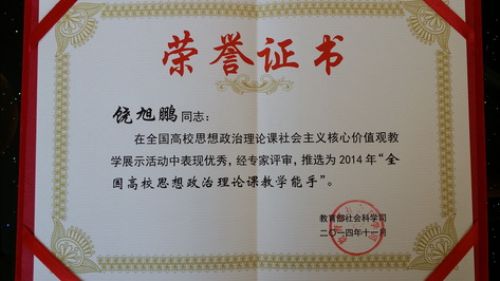 荣誉证书
饶旭鹏同志：
在全国高校思想政治理论课社会主义核心价值观教
学展示活动中表现优秀，经专家评审，推选为2014年“全
国高校思想政治理论课教学能手”。
教育部社会科学司
二〇一四年十一月